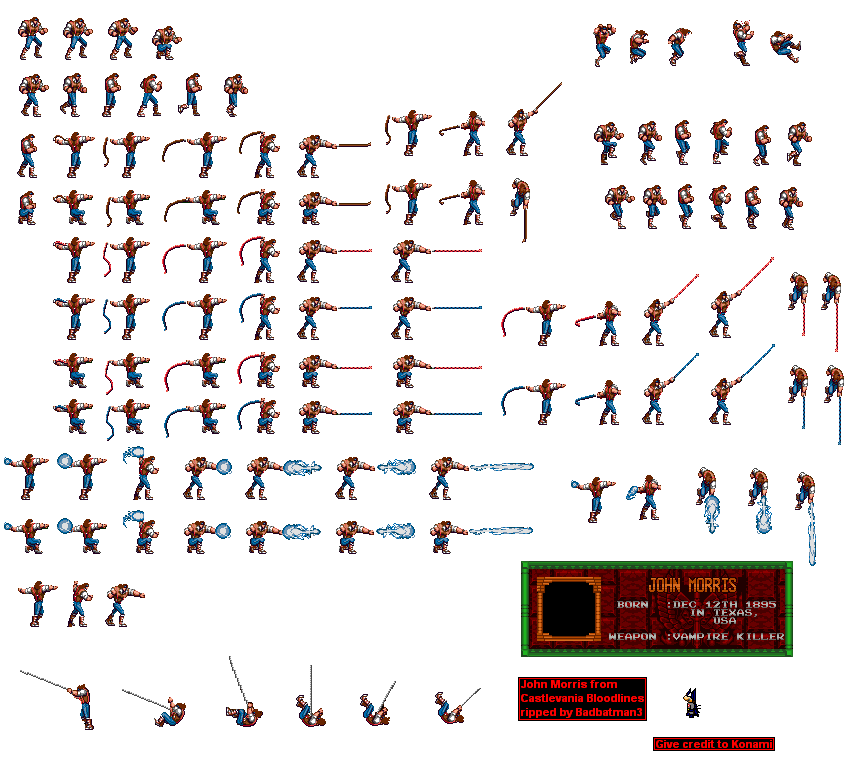 JOHN MORRIS
BORN :DEC 12TH 1895
IN TEXAS,
USA
WEAPON :VAMPIRE KILLER
John Morris from
Castlevania Bloodlines
ripped by Badbatman3
Give credit to Konami